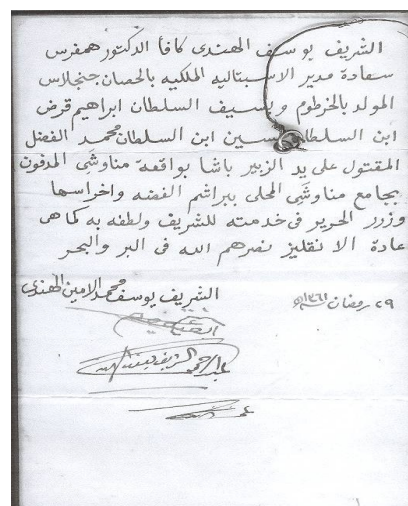 الشريف يوسف الهندى كافأ الدكتور همفرس
سعادة مدير الاسبتاليه الملكيه بالحصان جنجلاس
المولد بالخرطوم وبسيف السلطان ابراهيم قرض
ابن السلطان حسين ابن السلطان محمد الفضل
المقتول على يد الزبير باشا بواقعة مناوشى المدفون
بجامع مناوشى المحلى ببراشم الفضه واخراسها
وزرر الحرير فى خدمته للشريف ولطفه به كما هى
عادة الانقليز نصرهم الله فى البر والبحر
الشريف يوسف محمد الامين الهندى
٢٩ رمضان ١٣٦١